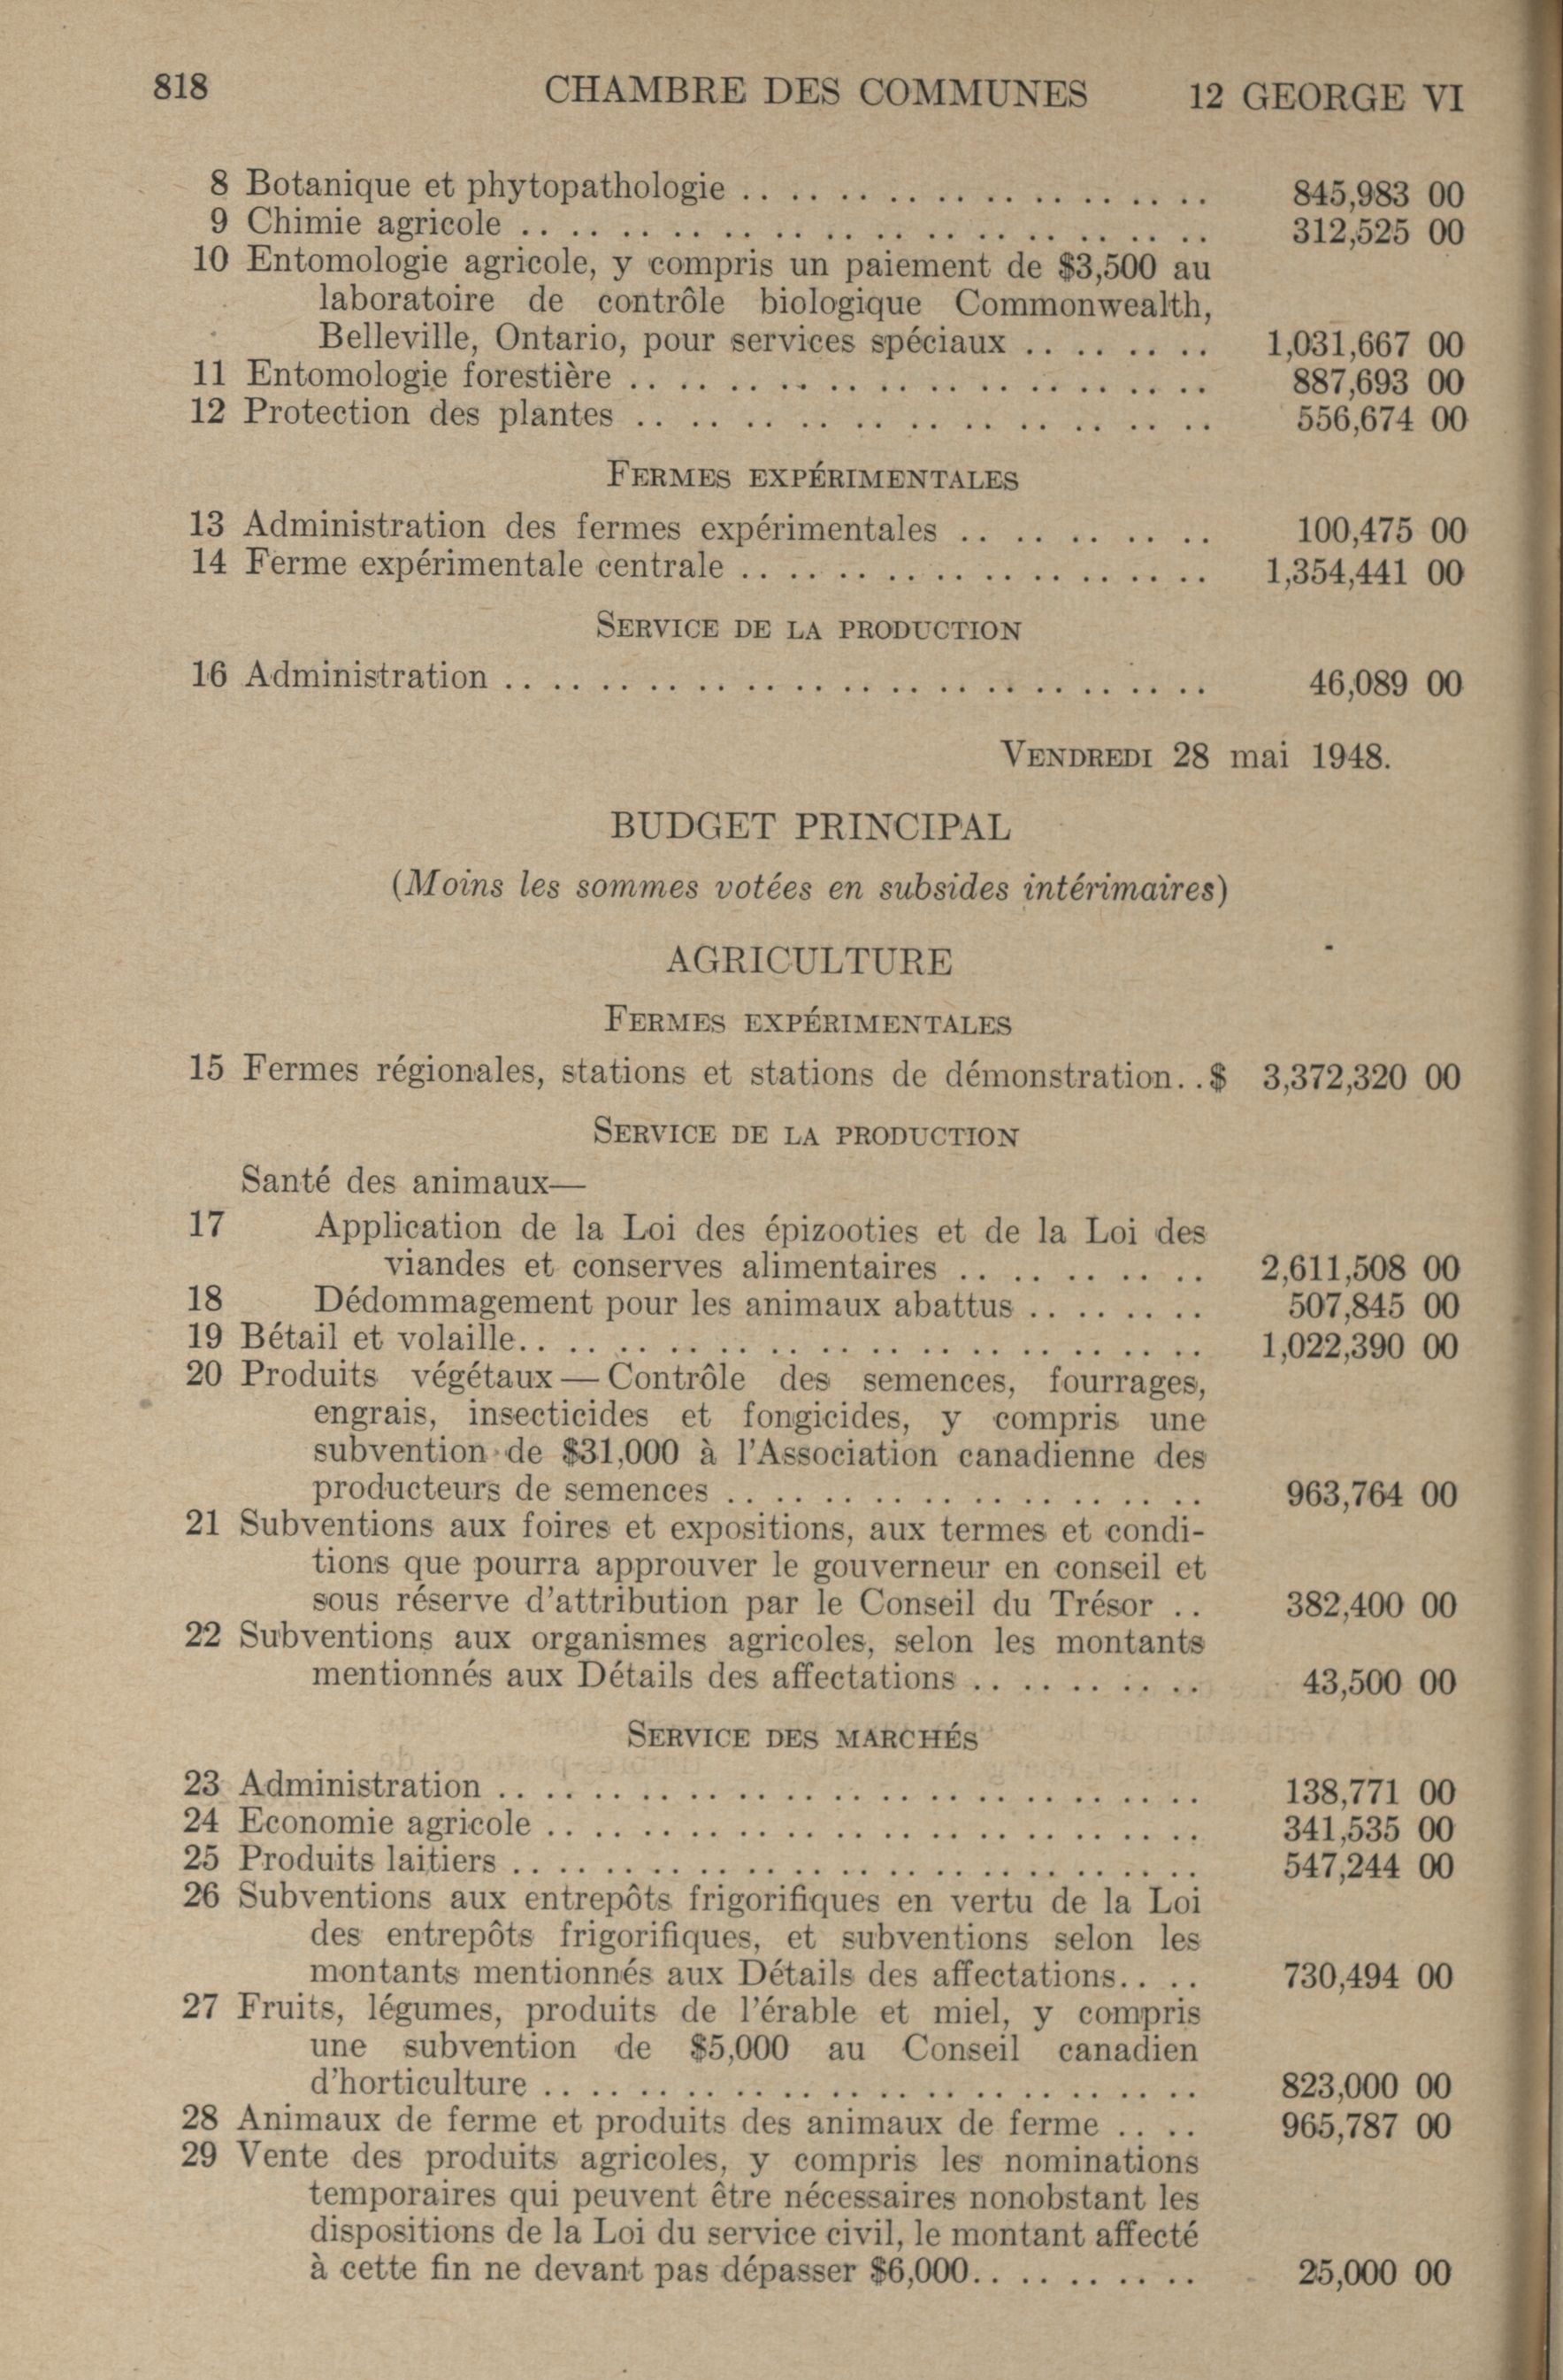 818 CHAMBRE DES COMMUNES 12 GEORGE VI
8 Botanique et phytopathologie .. .. .. .. .. .. .. .. .. .. 845,983 00
9 Chimie agricole .. .. .. .. .. .. .. .. .. .. .. .. .. .. 312,525 00
10 Entomologie agricole, y compris un paiement de $3,500 au
laboratoire de contrôle biologique Commonwealth,
Belleville, Ontario, pour services spéciaux .. .. .. .. 1,031,667 00
11 Entomologie forestière .. .. .. .. .. .. .. .. .. .. .. .. 887,693 00
12 Protection des plantes .. .. .. .. .. .. .. .. .. .. .. 556,674 00
FERMES EXPÉRIMENTALES
13 Administration des fermes expérimentales .. .. .. .. .. 100,475 00
14 Ferme expérimentale centrale .. .. .. .. .. .. .. .. .. .. 1,354,441 00
SERVICE DE LA PRODUCTION
16 Administration .. .. .. .. .. .. .. .. .. .. .. .. .. .. .. 46,089 00
VENDREDI 28 mai 1948.
BUDGET PRINCIPAL
(Moins les sommes votées en subsides intérimaires)
AGRICULTURE
FERMES EXPÉRIMENTALES
15 Fermes régionales, stations et stations de démonstration. . $ 3,372,320 00
SERVICE DE LA PRODUCTION
Santé des animaux—
17 Application de la Loi des épizooties et de la Loi des
viandes et conserves alimentaires .. .. .. .. .. 2,611,508 00
18 Dédommagement pour les animaux abattus .. .. .. .. 507,845 00
19 Bétail et volaille. . .. .. .. .. .. .. .. .. .. .. .. .. .. .. 1,022,390 00
20 Produits végétaux — Contrôle des semences, fourrages,
engrais, insecticides et fongicides, y compris une
subvention de $31,000 à l'Association canadienne des
producteurs de semences .. .. .. .. .. .. .. .. .. .. 963,764 00
21 Subventions aux foires et expositions, aux termes et condi-
tions que pourra approuver le gouverneur en conseil et
sous réserve d'attribution par le Conseil du Trésor .. 382,400 00
22 Subventions aux organismes agricoles, selon les montants
mentionnés aux Détails des affectations .. .. .. .. .. 43,500 00
SERVICE DES MARCHÉS
23 Administration .. .. .. .. .. .. .. .. .. .. .. .. .. .. .. 138,771 00
24 Economie agricole .. .. .. .. .. .. .. .. .. .. .. .. .. .. 341,535 00
25 Produits laitiers .. .. .. .. .. .. .. .. .. .. .. .. .. .. .. 547,244 00
26 Subventions aux entrepôts frigorifiques en vertu de la Loi
des entrepôts frigorifiques, et subventions selon les
montants mentionnés aux Détails des affectations. . .. 730,494 00
27 Fruits, légumes, produits de l'érable et miel, y compris
une subvention de $5,000 au Conseil canadien
d'horticulture .. .. .. .. .. .. .. .. .. .. .. .. .. .. 823,000 00
28 Animaux de ferme et produits des animaux de ferme .. .. 965,787 00
29 Vente des produits agricoles, y compris les nominations
temporaires qui peuvent être nécessaires nonobstant les
dispositions de la Loi du service civil, le montant affecté
à cette fin ne devant pas dépasser $6,000. . .. .. .. .. 25,000 00